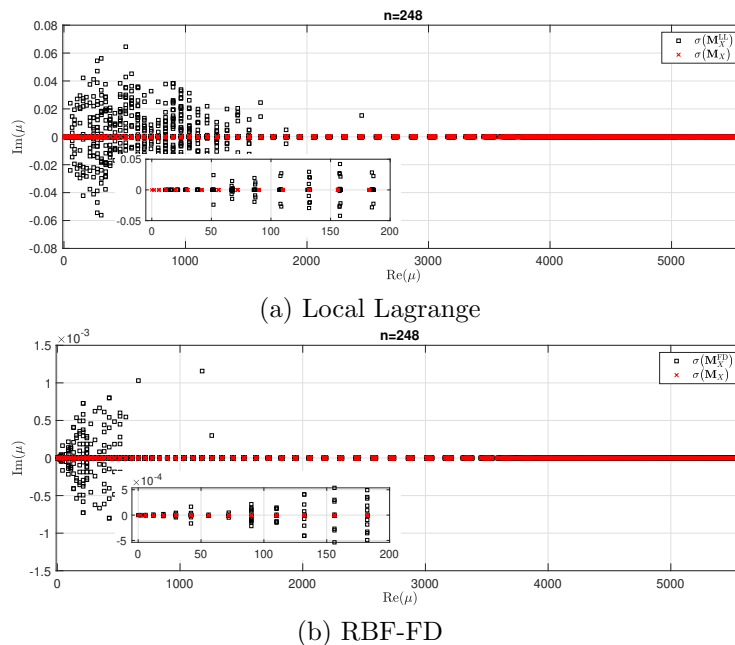 n=248
0.08
0.06
0.04
0.02
0
-0.02
-0.04
-0.06
-0.08
Im(μ)
σ(M_X^LL)
σ(M_X)
0.05
0
-0.05
0 50 100 150 200
0 1000 2000 3000 4000 5000
Re(μ)
(a) Local Lagrange
×10^-3
n=248
1.5
1
0.5
0
-0.5
-1
-1.5
Im(μ)
σ(M_X^FD)
σ(M_X)
×10^-4
5
0
-5
0 50 100 150 200
0 1000 2000 3000 4000 5000
Re(μ)
(b) RBF-FD